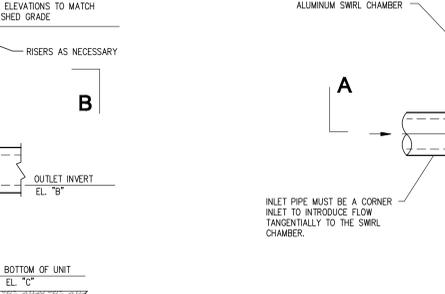 ELEVATIONS TO MATCH
SHED GRADE
RISERS AS NECESSARY
B
OUTLET INVERT
EL. "B"
BOTTOM OF UNIT
EL. "C"
ALUMINUM SWIRL CHAMBER
A
INLET PIPE MUST BE A CORNER
INLET TO INTRODUCE FLOW
TANGENTIALLY TO THE SWIRL
CHAMBER.